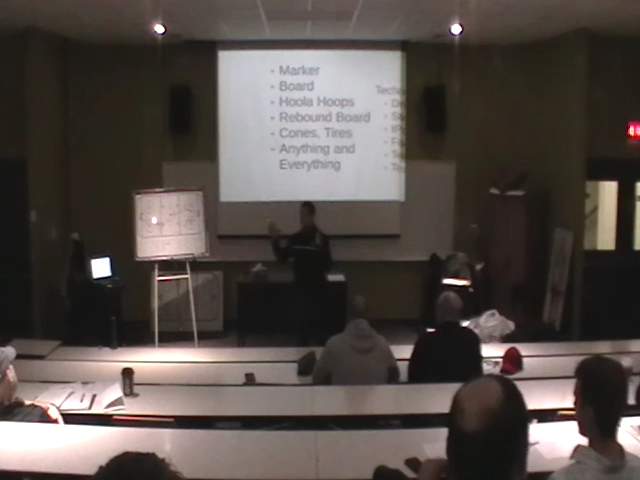 - Marker
- Board
- Hoola Hoops
- Rebound Board
- Cones, Tires
- Anything and
Everything